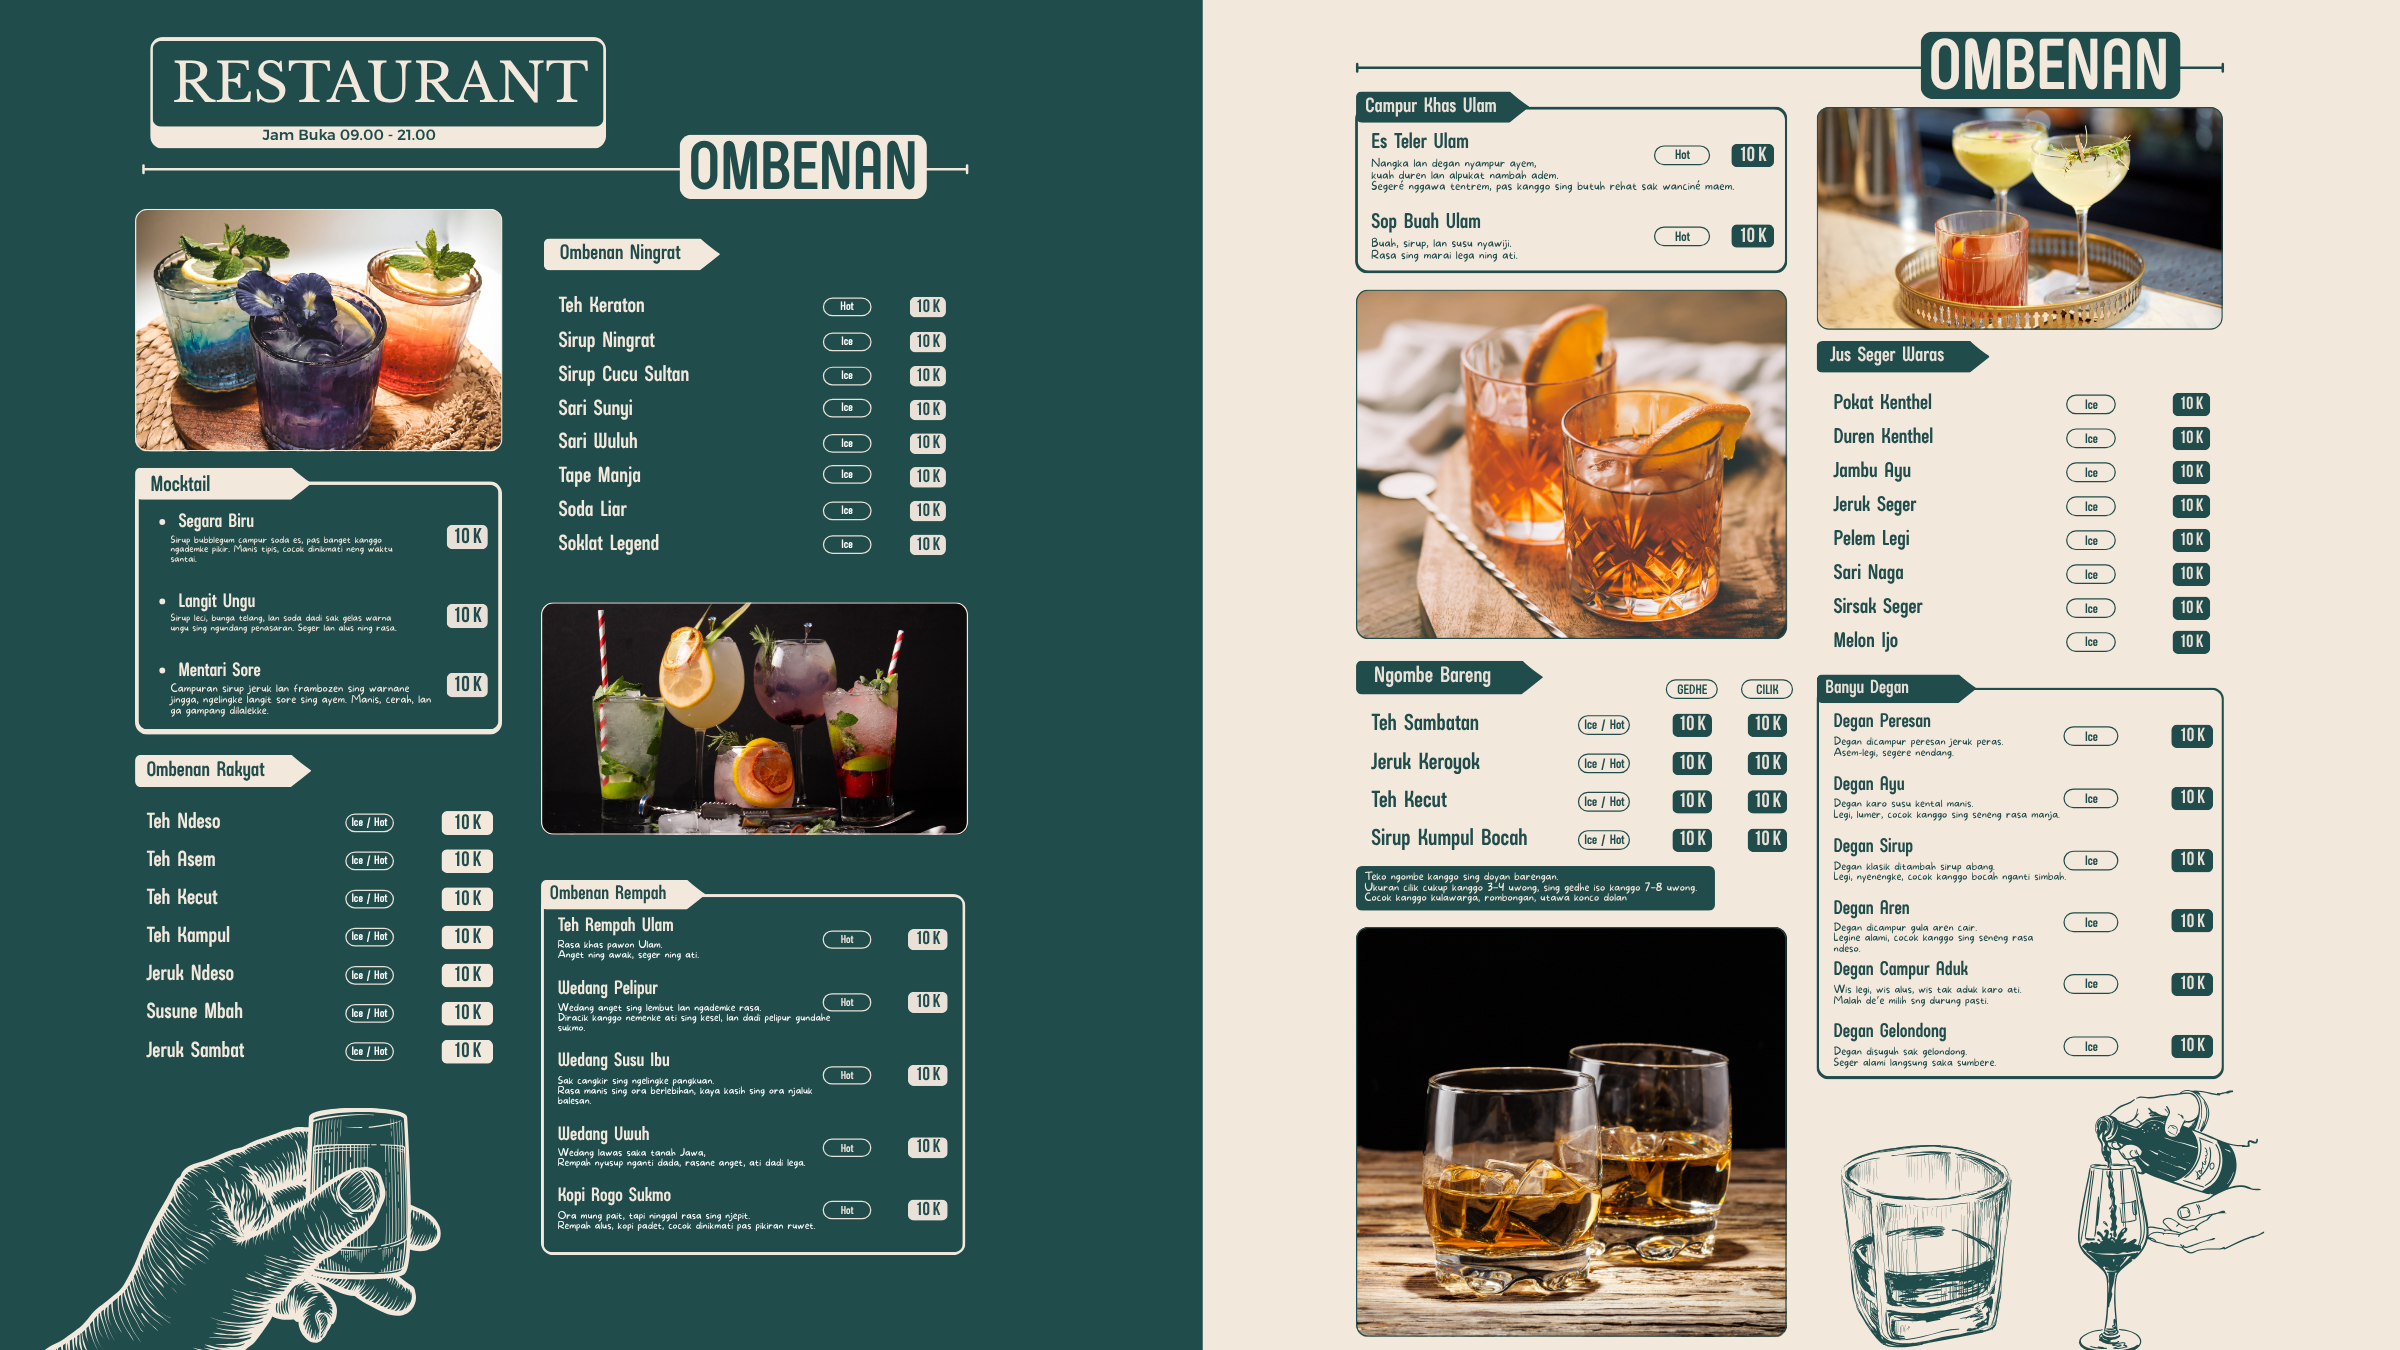 RESTAURANT
Jam Buka 09.00 - 21.00
OMBENAN
Mocktail
Segara Biru
10 K
Sirup bubblegum campur soda es, pas banget kanggo
ngademke pikir. Manis tipis, cocok dinikmati neng waktu
santai.
Langit Ungu
10 K
Sirup leci, bunga telang, lan soda dadi sak gelas warna
ungu sing ngundang penasaran. Seger lan alus ning rasa.
Mentari Sore
10 K
Campuran sirup jeruk lan frambozen sing warnane
jingga, ngelingke langit sore sing ayem. Manis, cerah, lan
ga gampang dilalekke.
Ombenan Rakyat
Teh Ndeso Ice / Hot 10 K
Teh Asem Ice / Hot 10 K
Teh Kecut Ice / Hot 10 K
Teh Kampul Ice / Hot 10 K
Jeruk Ndeso Ice / Hot 10 K
Susune Mbah Ice / Hot 10 K
Jeruk Sambat Ice / Hot 10 K
Ombenan Ningrat
Teh Keraton Hot 10 K
Sirup Ningrat Ice 10 K
Sirup Cucu Sultan Ice 10 K
Sari Sunyi Ice 10 K
Sari Wuluh Ice 10 K
Tape Manja Ice 10 K
Soda Liar Ice 10 K
Soklat Legend Ice 10 K
Ombenan Rempah
Teh Rempah Ulam Hot 10 K
Rasa khas pawon Ulam.
Anget ning awak, seger ning ati.
Wedang Pelipur Hot 10 K
Wedang anget sing lembut lan ngademke rasa.
Diracik kanggo nemenke ati sing kesel, lan dadi pelipur gundahe
sukmo.
Wedang Susu Ibu Hot 10 K
Sak cangkir sing ngelingke pangkuan.
Rasa manis sing ora berlebihan, kaya kasih sing ora njaluk
balesan.
Wedang Uwuh Hot 10 K
Wedang lawas saka tanah Jawa,
Rempah nyusup nganti dada, rasane anget, ati dadi lega.
Kopi Rogo Sukmo Hot 10 K
Ora mung pait, tapi ninggal rasa sing njepit.
Rempah alus, kopi padet, cocok dinikmati pas pikiran ruwet.
OMBENAN
Campur Khas Ulam
Es Teler Ulam Hot 10 K
Nangka lan degan nyampur ayem,
kuah duren lan alpukat nambah adem.
Segeré nggawa tentrem, pas kanggo sing butuh rehat sak wanciné maem.
Sop Buah Ulam Hot 10 K
Buah, sirup, lan susu nyawiji.
Rasa sing marai lega ning ati.
Ngombe Bareng
GEDHE CILIK
Teh Sambatan Ice / Hot 10 K 10 K
Jeruk Keroyok Ice / Hot 10 K 10 K
Teh Kecut Ice / Hot 10 K 10 K
Sirup Kumpul Bocah Ice / Hot 10 K 10 K
Teko ngombe kanggo sing doyan barengan.
Ukuran cilik cukup kanggo 3-4 uwong, sing gedhe iso kanggo 7-8 uwong.
Cocok kanggo kulawarga, rombongan, utawa konco dolan
Jus Seger Waras
Pokat Kenthel Ice 10 K
Duren Kenthel Ice 10 K
Jambu Ayu Ice 10 K
Jeruk Seger Ice 10 K
Pelem Legi Ice 10 K
Sari Naga Ice 10 K
Sirsak Seger Ice 10 K
Melon Ijo Ice 10 K
Banyu Degan
Degan Peresan Ice 10 K
Degan dicampur peresan jeruk peras.
Asem-legi, segere nendang.
Degan Ayu Ice 10 K
Degan karo susu kental manis.
Legi, lumer, cocok kanggo sing seneng rasa manja.
Degan Sirup Ice 10 K
Degan klasik ditambah sirup abang.
Legi, nyenengke, cocok kanggo bocah nganti simbah.
Degan Aren Ice 10 K
Degan dicampur gula aren cair.
Legine alami, cocok kanggo sing seneng rasa
ndeso.
Degan Campur Aduk Ice 10 K
Wis legi, wis alus, wis tak aduk karo ati.
Malah de'e milih sng durung pasti.
Degan Gelondong Ice 10 K
Degan disuguh sak gelondong.
Seger alami langsung saka sumbere.